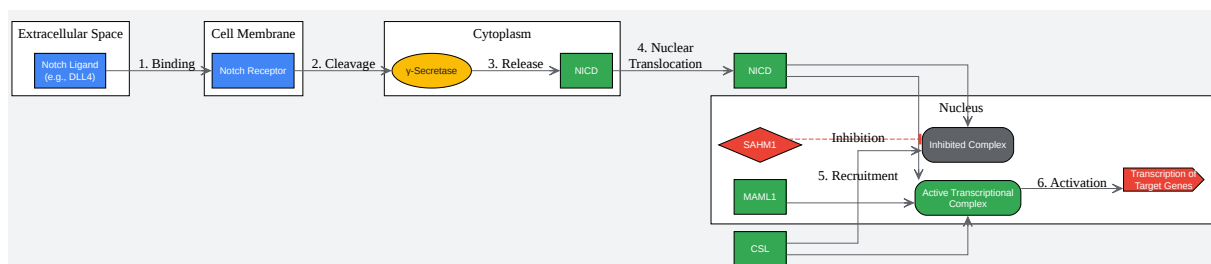 Extracellular Space
Notch Ligand
(e.g., DLL4)
1. Binding
Cell Membrane
Notch Receptor
2. Cleavage
Cytoplasm
γ-Secretase
3. Release
NICD
4. Nuclear
Translocation
NICD
Nucleus
SAHM1
Inhibition
Inhibited Complex
5. Recruitment
MAML1
Active Transcriptional
Complex
6. Activation
Transcription of
Target Genes
CSL